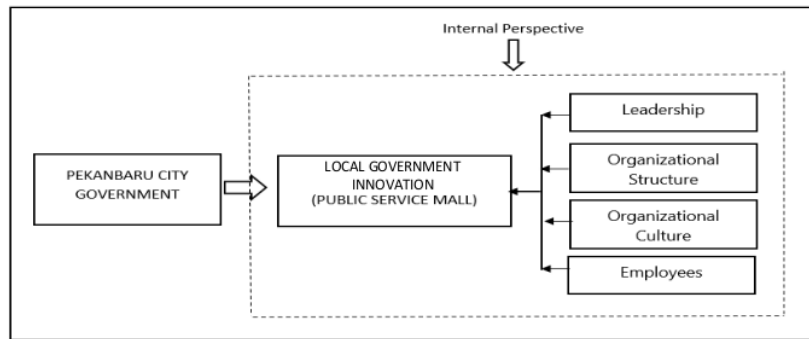 Internal Perspective
PEKANBARU CITY
GOVERNMENT
LOCAL GOVERNMENT
INNOVATION
(PUBLIC SERVICE MALL)
Leadership
Organizational
Structure
Organizational
Culture
Employees